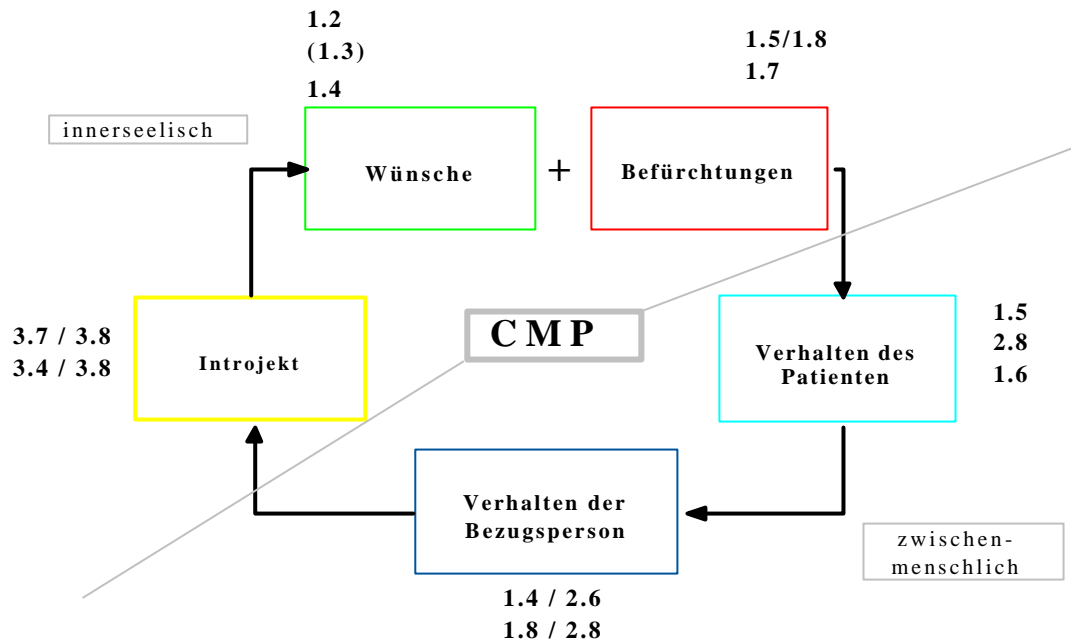 1.2
(1.3)
1.4
1.5/1.8
1.7
innerseelisch
Wünsche
+
Befürchtungen
CMP
3.7 / 3.8
3.4 / 3.8
Introjekt
Verhalten des
Patienten
1.5
2.8
1.6
Verhalten der
Bezugsperson
zwischen-
menschlich
1.4 / 2.6
1.8 / 2.8